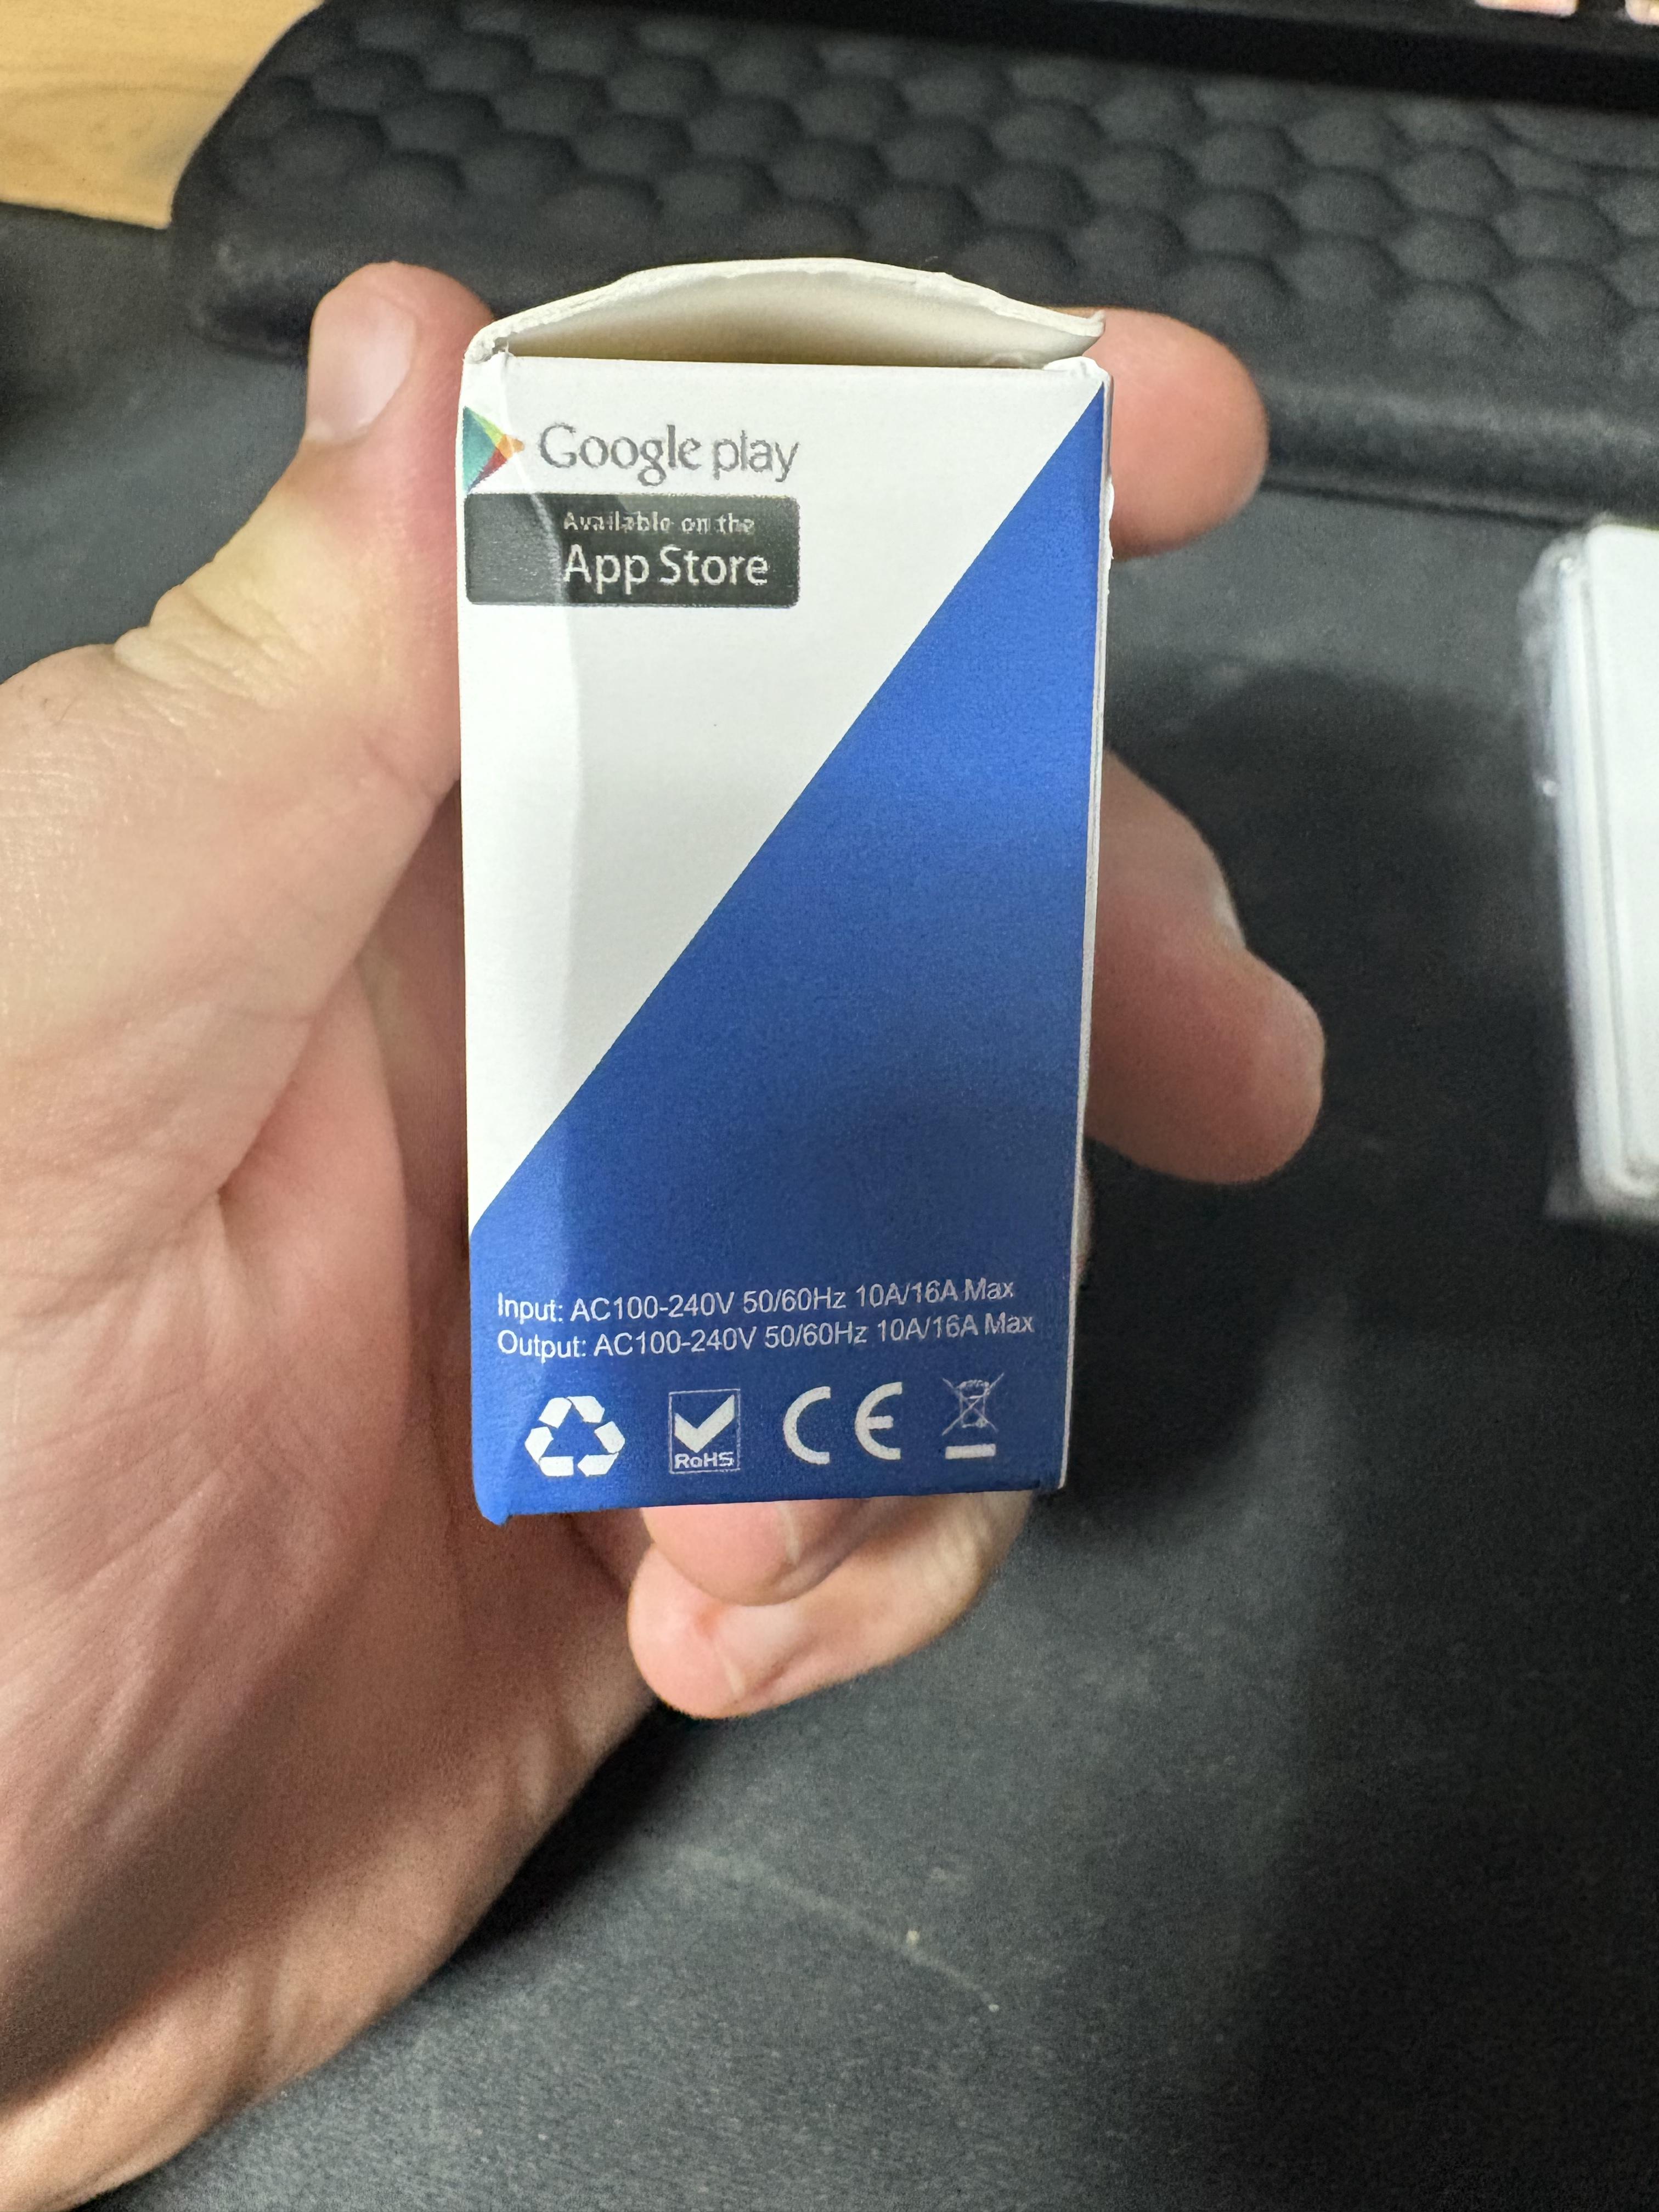 Google play
Available on the
App Store
Input: AC100-240V 50/60Hz 10A/16A Max
Output: AC100-240V 50/60Hz 10A/16A Max
RoHS
CE